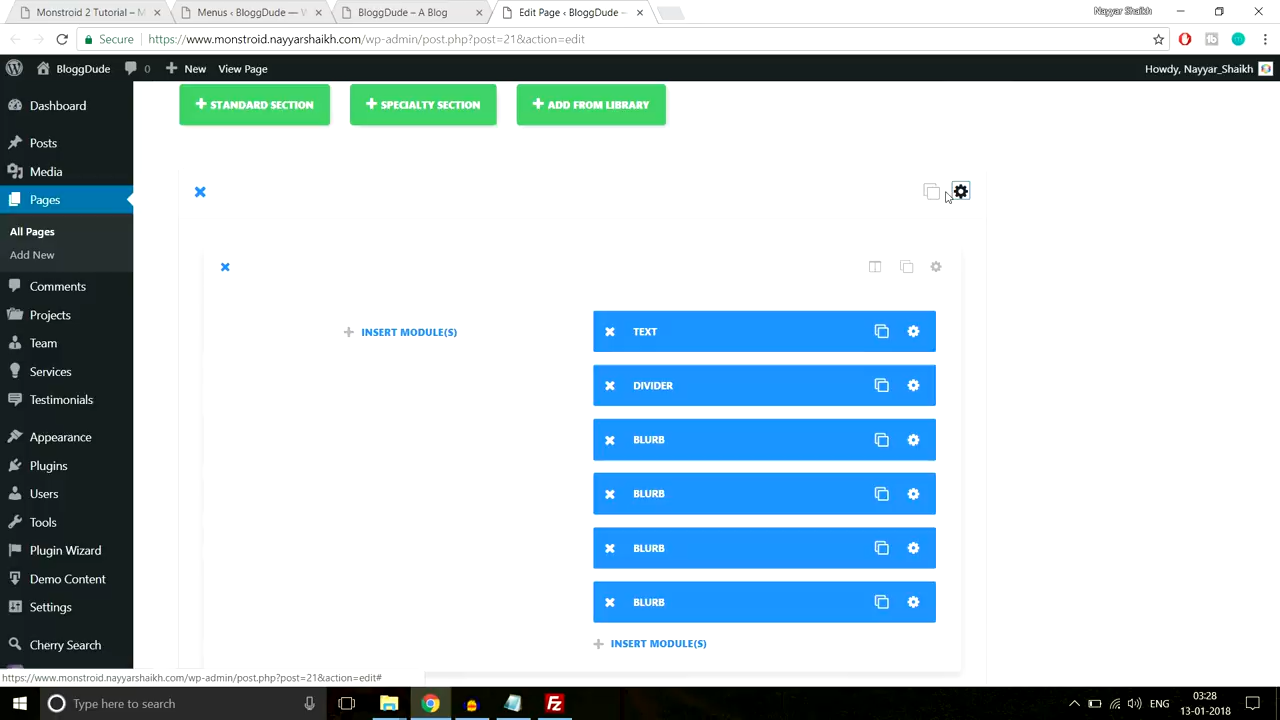 Monstroid 2 Tutorial – M
Menus ‹ BloggDude — W
BloggDude – A Blog
Edit Page ‹ BloggDude –
Nayyar Shaikh
Secure
https://www.monstroid.nayyarshaikh.com/wp-admin/post.php?post=21&action=edit
BloggDude
0
New
View Page
Howdy, Nayyar_Shaikh
STANDARD SECTION
SPECIALTY SECTION
ADD FROM LIBRARY
Dashboard
Posts
Media
Pages
All Pages
Add New
Comments
Projects
Team
Services
Testimonials
Appearance
Plugins
Users
Tools
Plugin Wizard
Demo Content
Settings
Cherry Search
INSERT MODULE(S)
TEXT
DIVIDER
BLURB
BLURB
BLURB
BLURB
INSERT MODULE(S)
https://www.monstroid.nayyarshaikh.com/wp-admin/post.php?post=21&action=edit#
Type here to search
ENG
03:28
13-01-2018